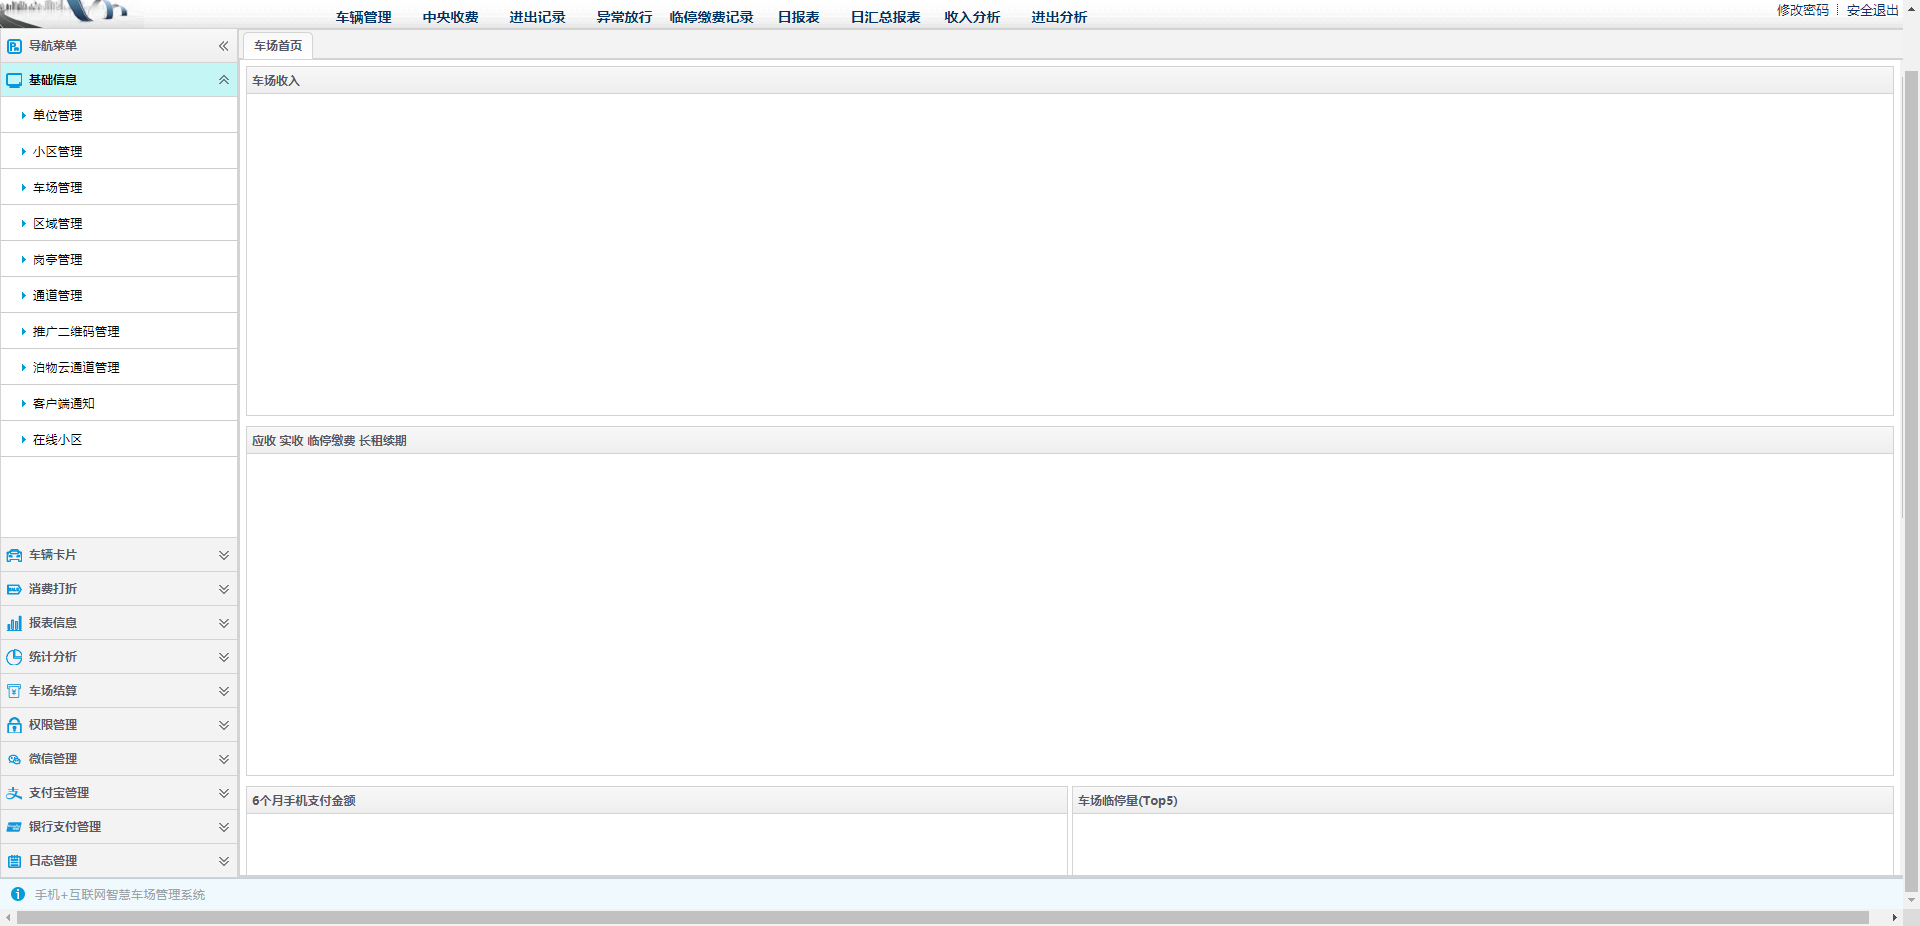 车辆管理 中央收费 进出记录 异常放行 临停缴费记录 日报表 日汇总报表 收入分析 进出分析
修改密码 安全退出
导航菜单
基础信息
单位管理
小区管理
车场管理
区域管理
岗亭管理
通道管理
推广二维码管理
泊物云通道管理
客户端通知
在线小区
车辆卡片
消费打折
报表信息
统计分析
车场结算
权限管理
微信管理
支付宝管理
银行支付管理
日志管理
车场首页
车场收入
应收 实收 临停缴费 长租续期
6个月手机支付金额
车场临停量(Top5)
手机+互联网智慧车场管理系统